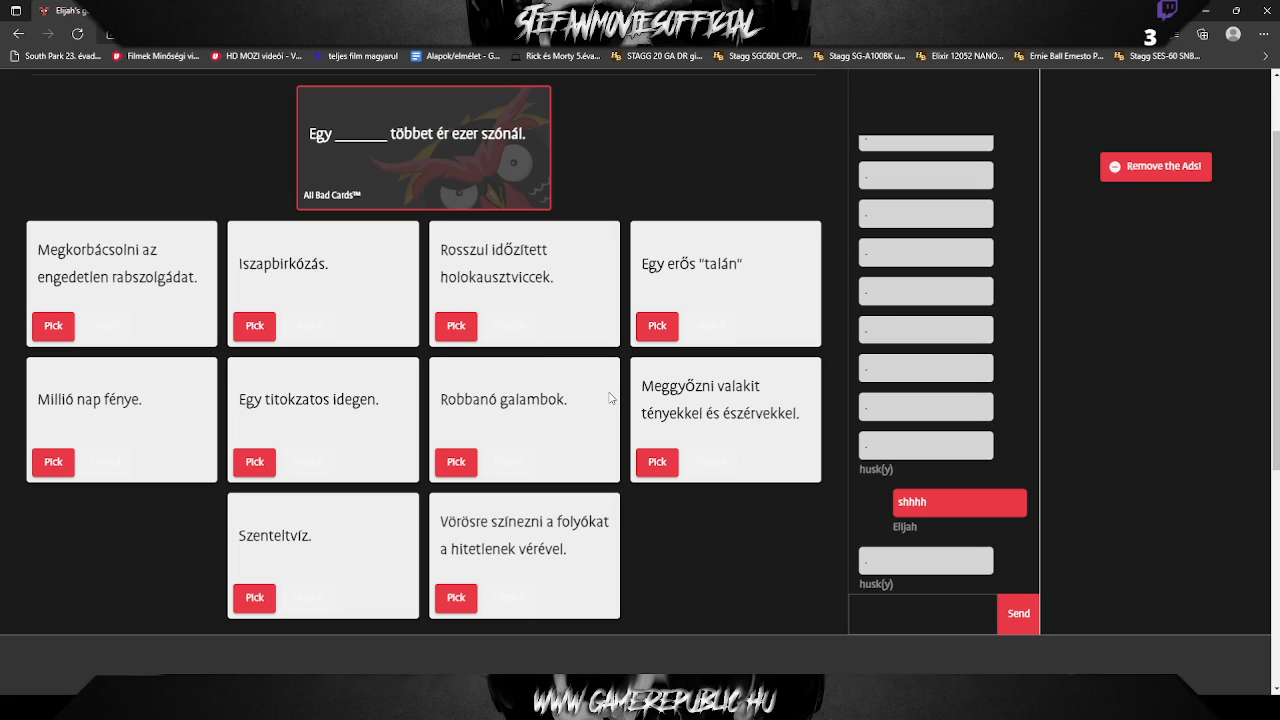 STEFANMOVIESOFFICIAL
Elijah's g
3
South Park 23. évad...
Filmek Minőségi vi...
HD MOZI videói - V...
teljes film magyarul
Alapok/elmélet - G...
Rick és Morty 5.éva...
STAGG 20 GA DR gi...
Stagg SGC6DL CPP...
Stagg SG-A100BK u...
Elixir 12052 NANO...
Ernie Ball Ernesto P...
Stagg SES-60 SNB...
Egy _______ többet ér ezer szónál.
All Bad Cards™
Remove the Ads!
Megkorbácsolni az
engedetlen rabszolgádat.
Pick
Iszapbirkózás.
Pick
Rosszul időzített
holokausztviccek.
Pick
Egy erős "talán"
Pick
Millió nap fénye.
Pick
Egy titokzatos idegen.
Pick
Robbanó galambok.
Pick
Meggyőzni valakit
tényekkel és észérvekkel.
Pick
Szenteltvíz.
Pick
Vörösre színezni a folyókat
a hitetlenek vérével.
Pick
.
.
.
.
.
.
.
.
.
husk(y)
shhhh
Elijah
.
husk(y)
Send
WWW.GAMEREPUBLIC.HU